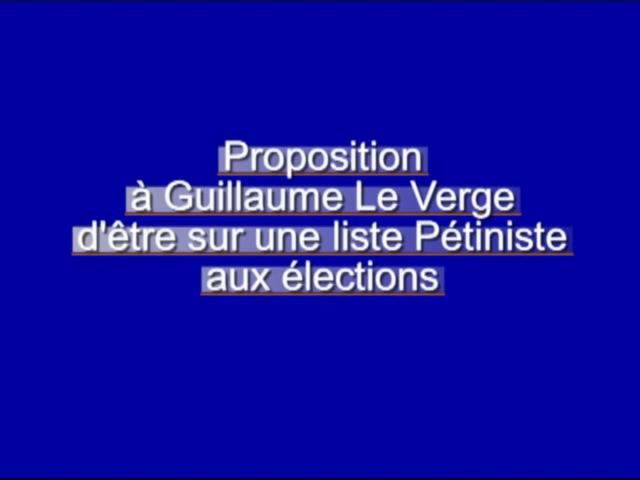 Proposition
à Guillaume Le Verge
d'être sur une liste Pétiniste
aux élections